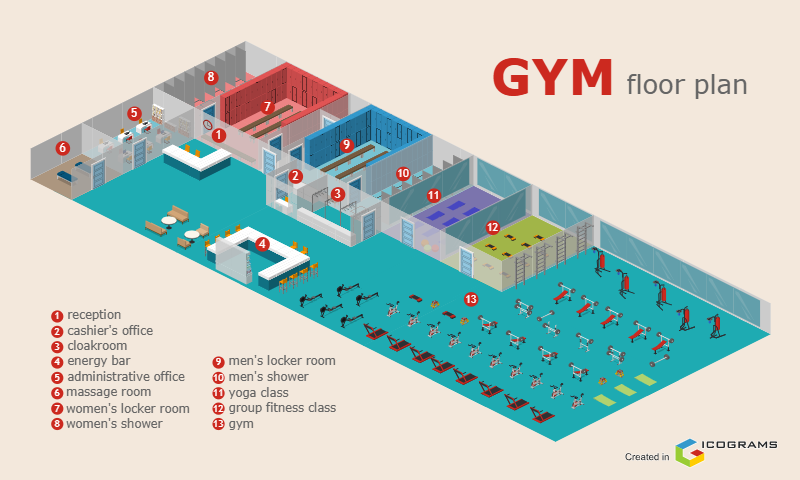 GYM floor plan
8
7
5
1
6
9
2
10
3
11
12
4
13
1 reception
2 cashier's office
3 cloakroom
4 energy bar
5 administrative office
6 massage room
7 women's locker room
8 women's shower
9 men's locker room
10 men's shower
11 yoga class
12 group fitness class
13 gym
Created in ICOGRAMS